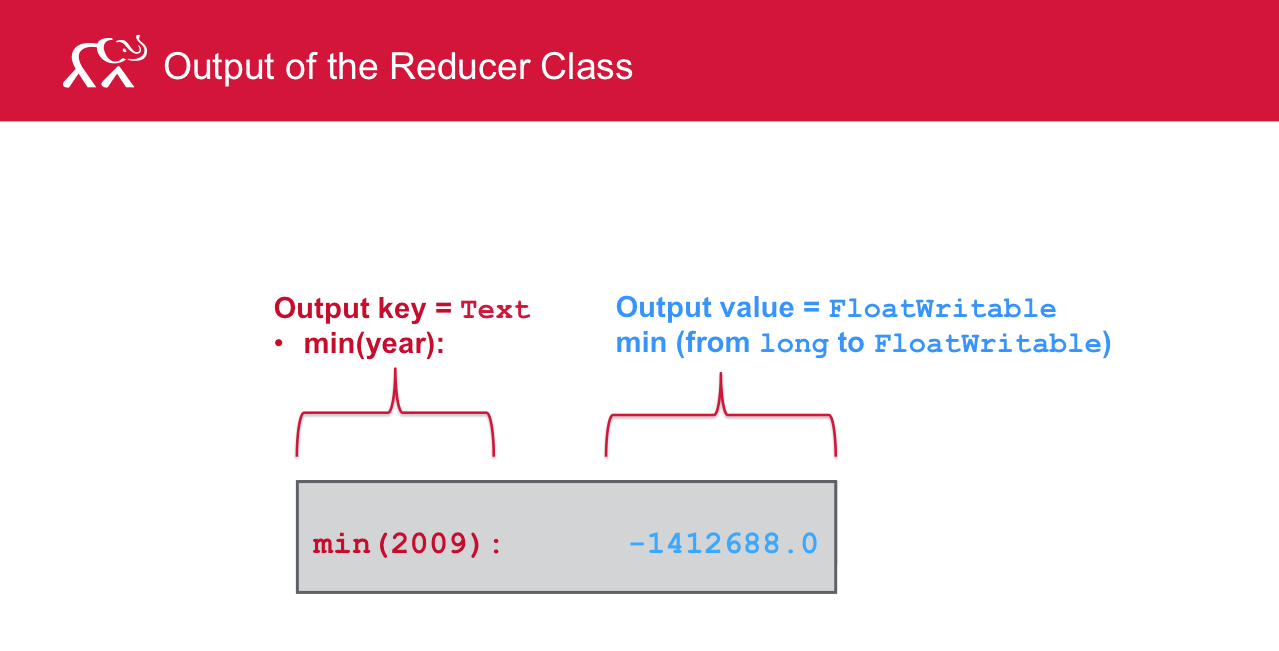 Output of the Reducer Class
Output key = Text
• min(year):
Output value = FloatWritable
min (from long to FloatWritable)
min(2009): -1412688.0